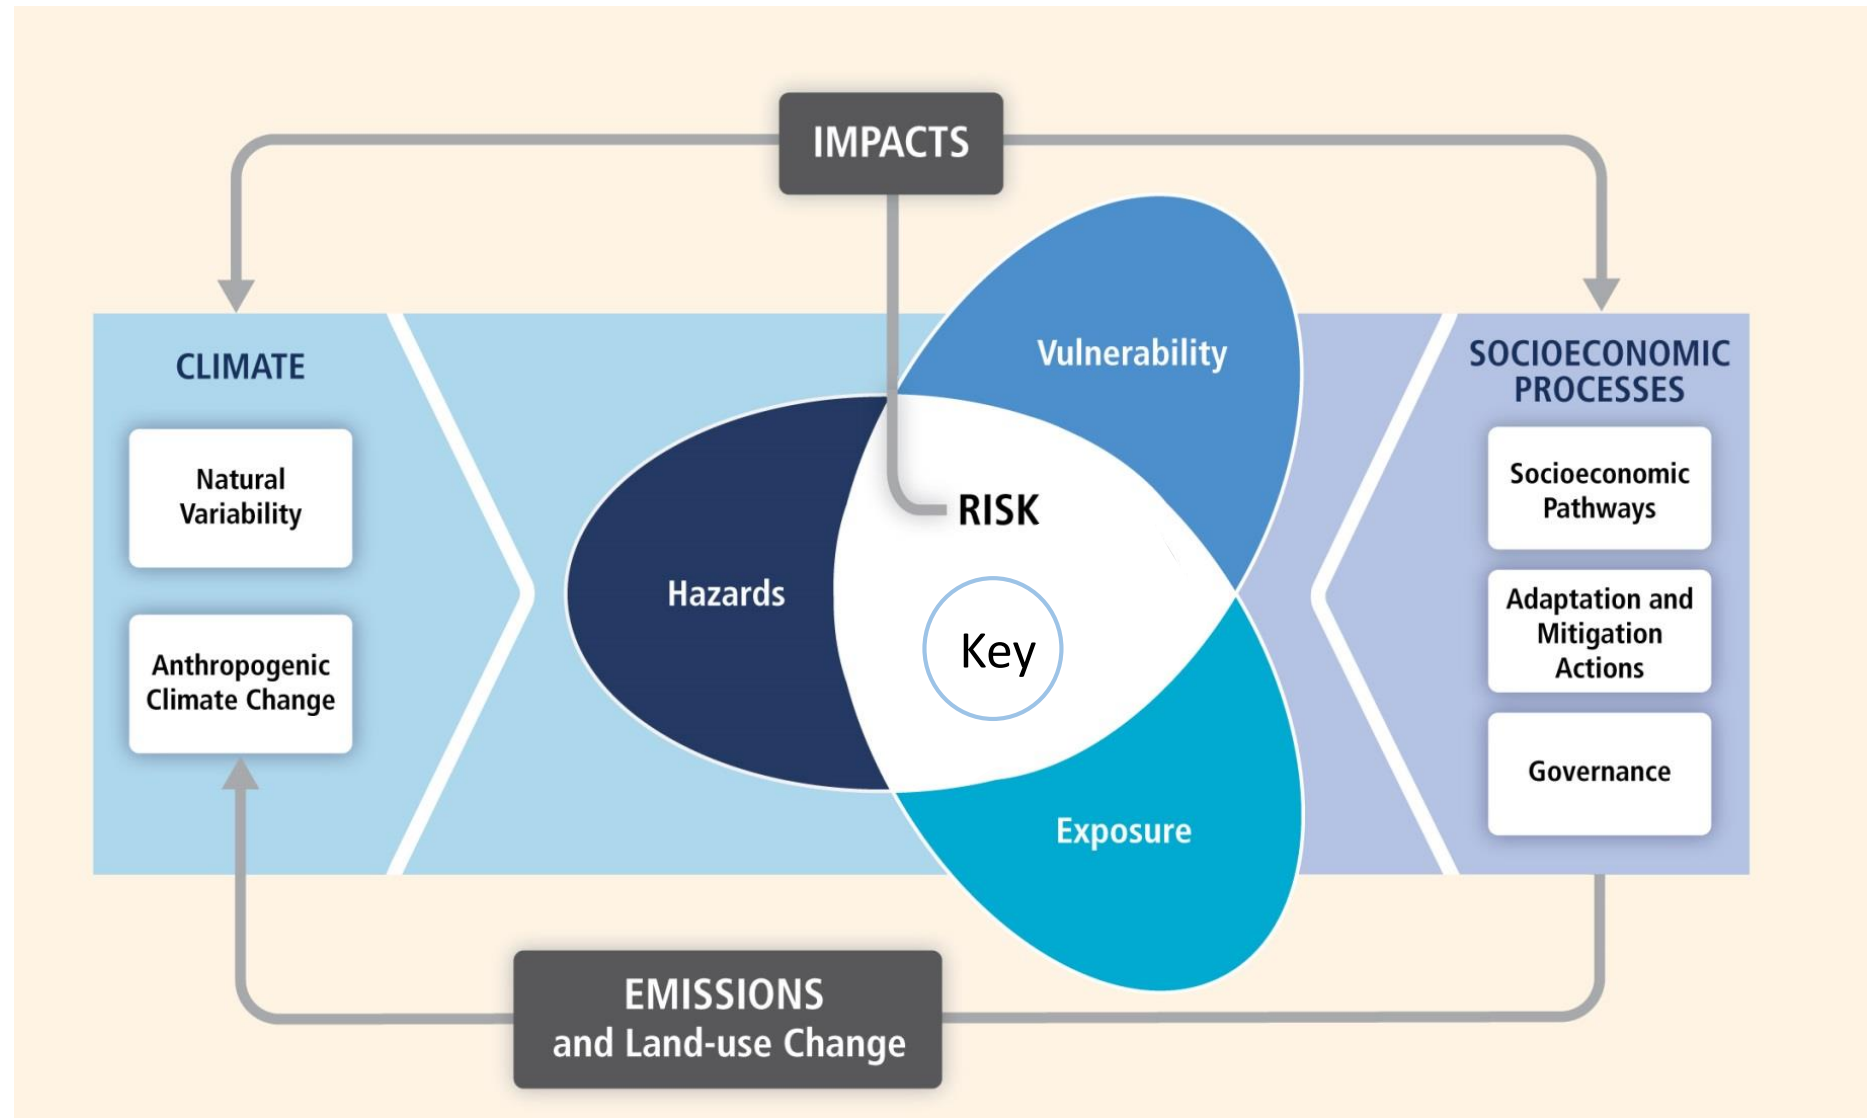 IMPACTS
CLIMATE
Natural
Variability
Anthropogenic
Climate Change
Vulnerability
Hazards
RISK
Key
Exposure
SOCIOECONOMIC
PROCESSES
Socioeconomic
Pathways
Adaptation and
Mitigation
Actions
Governance
EMISSIONS
and Land-use Change